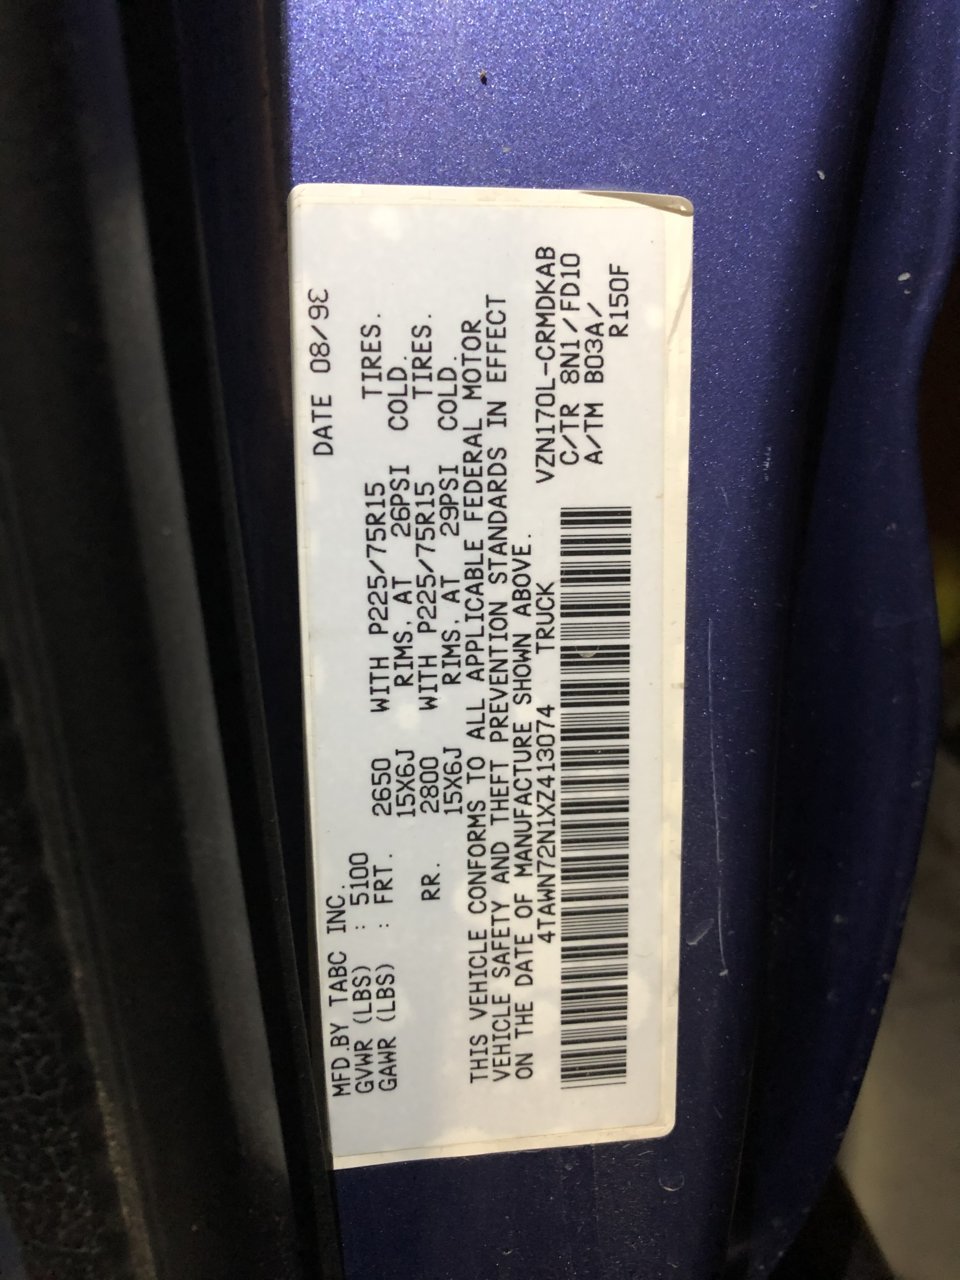 DATE 08/98
MFD.BY TABC INC.
GVWR (LBS) : 5100
GAWR (LBS) : FRT. 2650 WITH P225/75R15 TIRES.
15X6J RIMS, AT 26PSI COLD.
RR. 2800 WITH P225/75R15 TIRES.
15X6J RIMS, AT 29PSI COLD.
THIS VEHICLE CONFORMS TO ALL APPLICABLE FEDERAL MOTOR
VEHICLE SAFETY AND THEFT PREVENTION STANDARDS IN EFFECT
ON THE DATE OF MANUFACTURE SHOWN ABOVE.
4TAWN72N1XZ413074 TRUCK
VZN170L-CRMDKAB
C/TR 8N1/FD10
A/TM B03A/
R150F